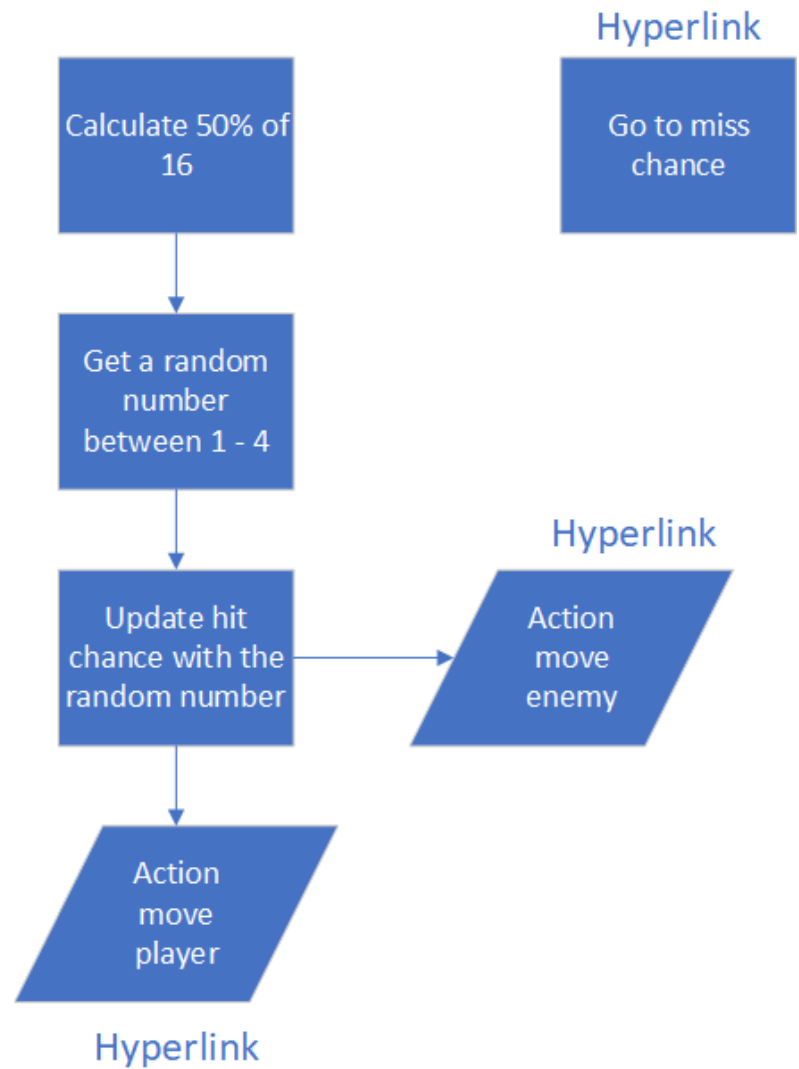 Hyperlink
Calculate 50% of
16
Go to miss
chance
Get a random
number
between 1 - 4
Hyperlink
Update hit
chance with the
random number
Action
move
enemy
Action
move
player
Hyperlink